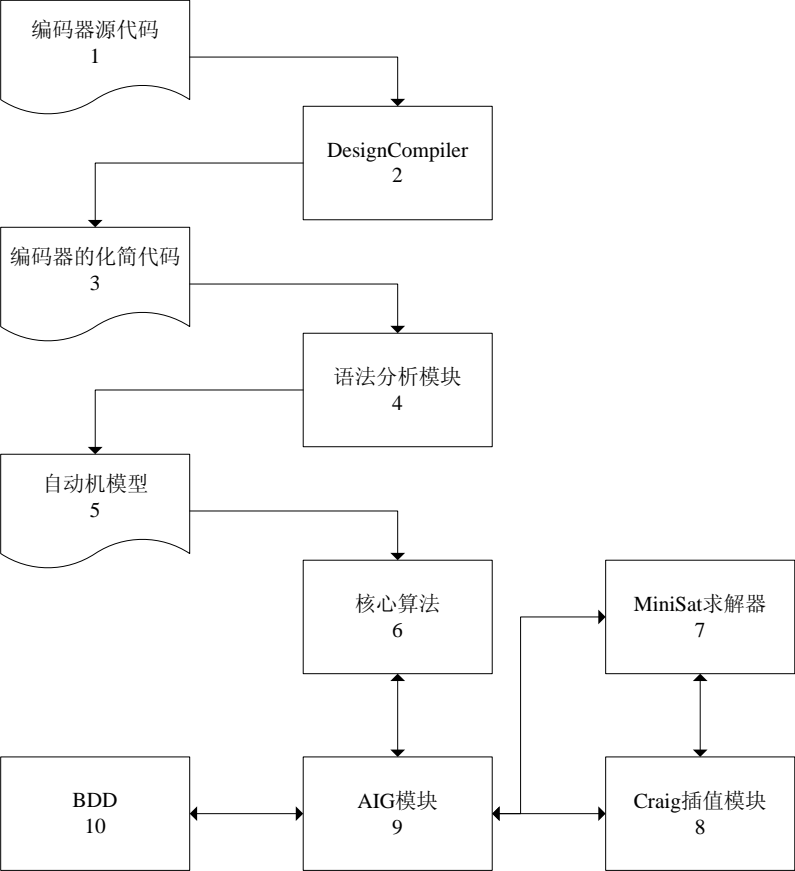 编码器源代码
1
DesignCompiler
2
编码器的化简代码
3
语法分析模块
4
自动机模型
5
核心算法
6
MiniSat求解器
7
BDD
10
AIG模块
9
Craig插值模块
8